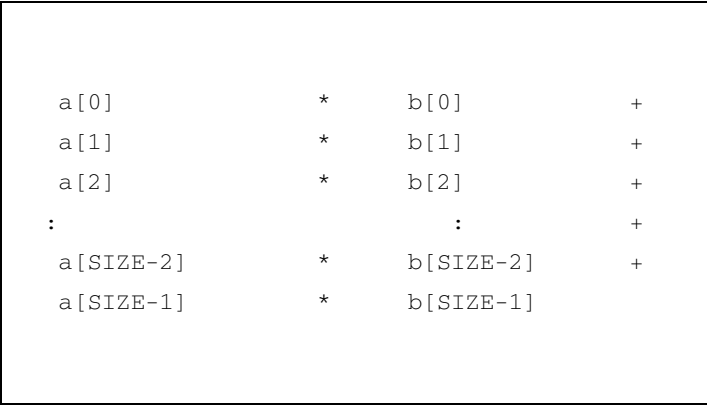 a[0] * b[0] +
a[1] * b[1] +
a[2] * b[2] +
: : +
a[SIZE-2] * b[SIZE-2] +
a[SIZE-1] * b[SIZE-1]